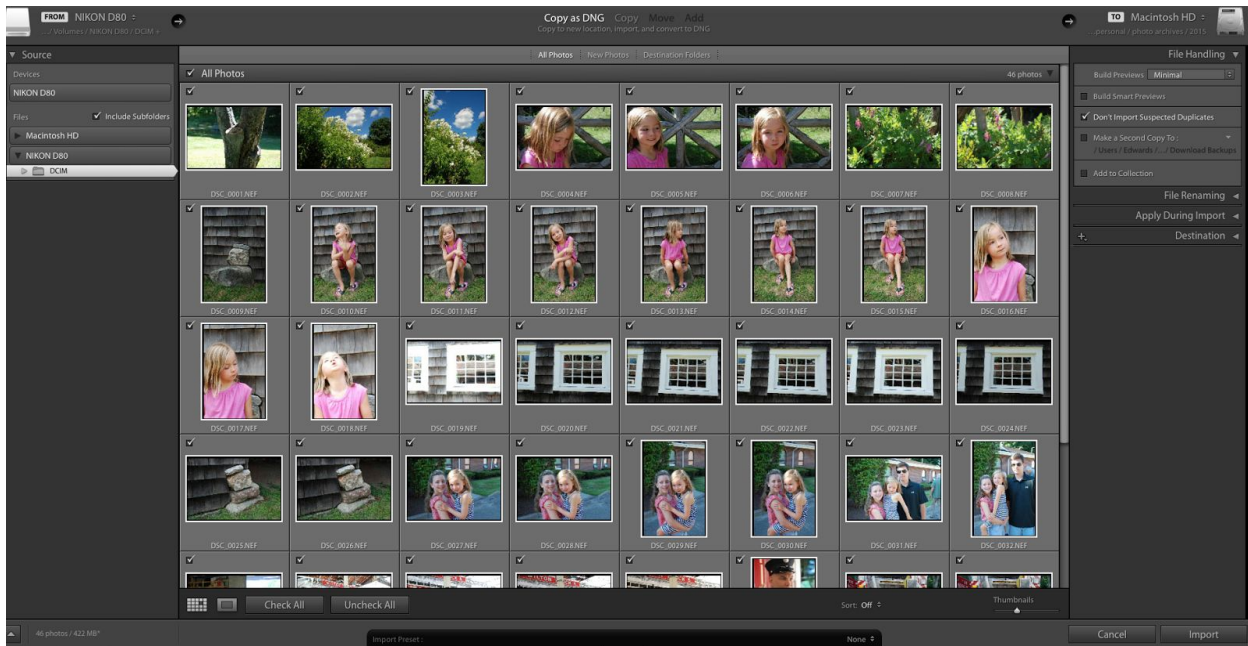 FROM NIKON D80
.../ Volumes / NIKON D80 / DCIM +
Copy as DNG Copy Move Add
Copy to new location, import, and convert to DNG
TO Macintosh HD
...personal / photo archives / 2015
Source
All Photos New Photos Destination Folders
File Handling
Devices
NIKON D80
Files Include Subfolders
Macintosh HD
NIKON D80
DCIM
All Photos 46 photos
Build Previews Minimal
Build Smart Previews
Don't Import Suspected Duplicates
Make a Second Copy To :
/ Users / Edwards /.../ Download Backups
Add to Collection
File Renaming
Apply During Import
Destination
DSC_0001.NEF DSC_0002.NEF DSC_0003.NEF DSC_0004.NEF DSC_0005.NEF DSC_0006.NEF DSC_0007.NEF DSC_0008.NEF
DSC_0009.NEF DSC_0010.NEF DSC_0011.NEF DSC_0012.NEF DSC_0013.NEF DSC_0014.NEF DSC_0015.NEF DSC_0016.NEF
DSC_0017.NEF DSC_0018.NEF DSC_0019.NEF DSC_0020.NEF DSC_0021.NEF DSC_0022.NEF DSC_0023.NEF DSC_0024.NEF
DSC_0025.NEF DSC_0026.NEF DSC_0027.NEF DSC_0028.NEF DSC_0029.NEF DSC_0030.NEF DSC_0031.NEF DSC_0032.NEF
Check All Uncheck All Sort: Off Thumbnails
46 photos / 422 MB*
Import Preset : None
Cancel Import